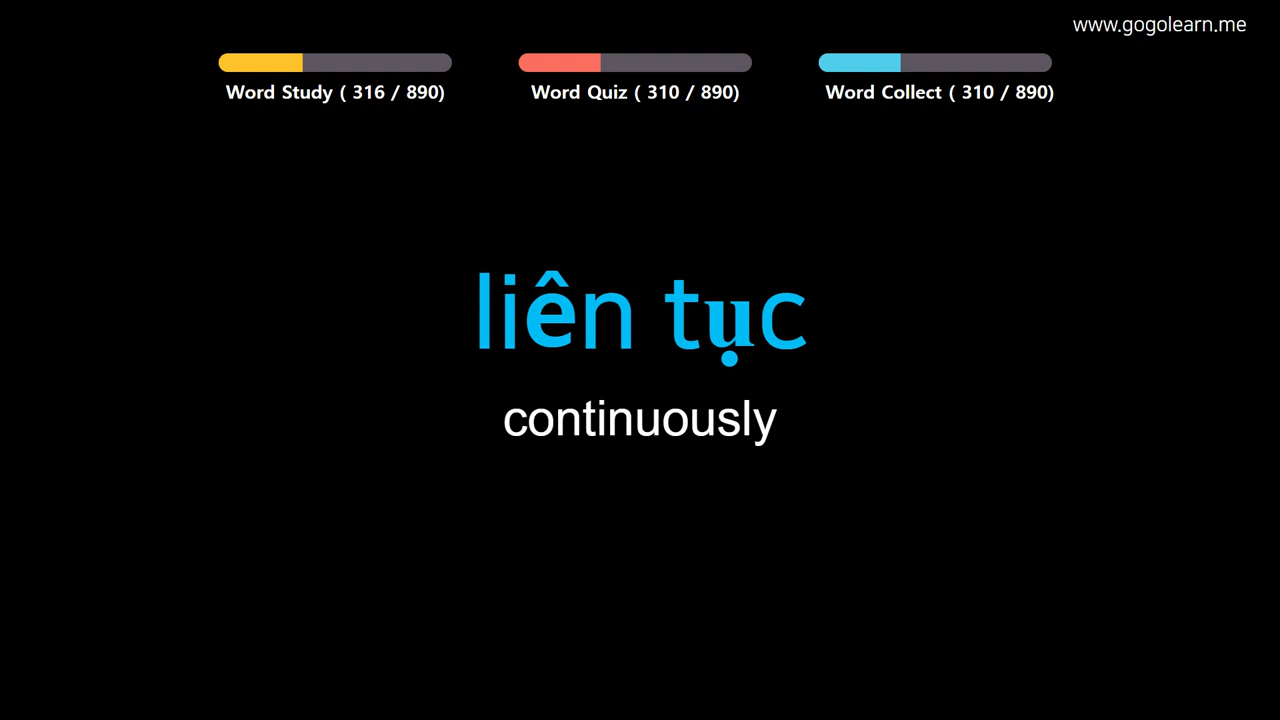 www.gogolearn.me
Word Study ( 316 / 890)
Word Quiz ( 310 / 890)
Word Collect ( 310 / 890)
liên tục
continuously